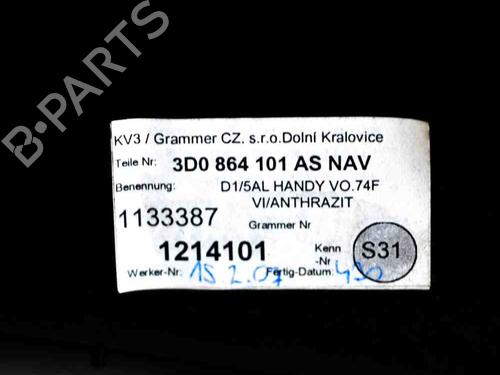 B-PARTS
KV3 / Grammer CZ. s.r.o.Dolní Kralovice
Teile Nr: 3D0 864 101 AS NAV
Benennung: D1/5AL HANDY VO.74F
VI/ANTHRAZIT
1133387 Grammer Nr
1214101 Kenn
-Nr S31
Werker-Nr: Fertig-Datum: